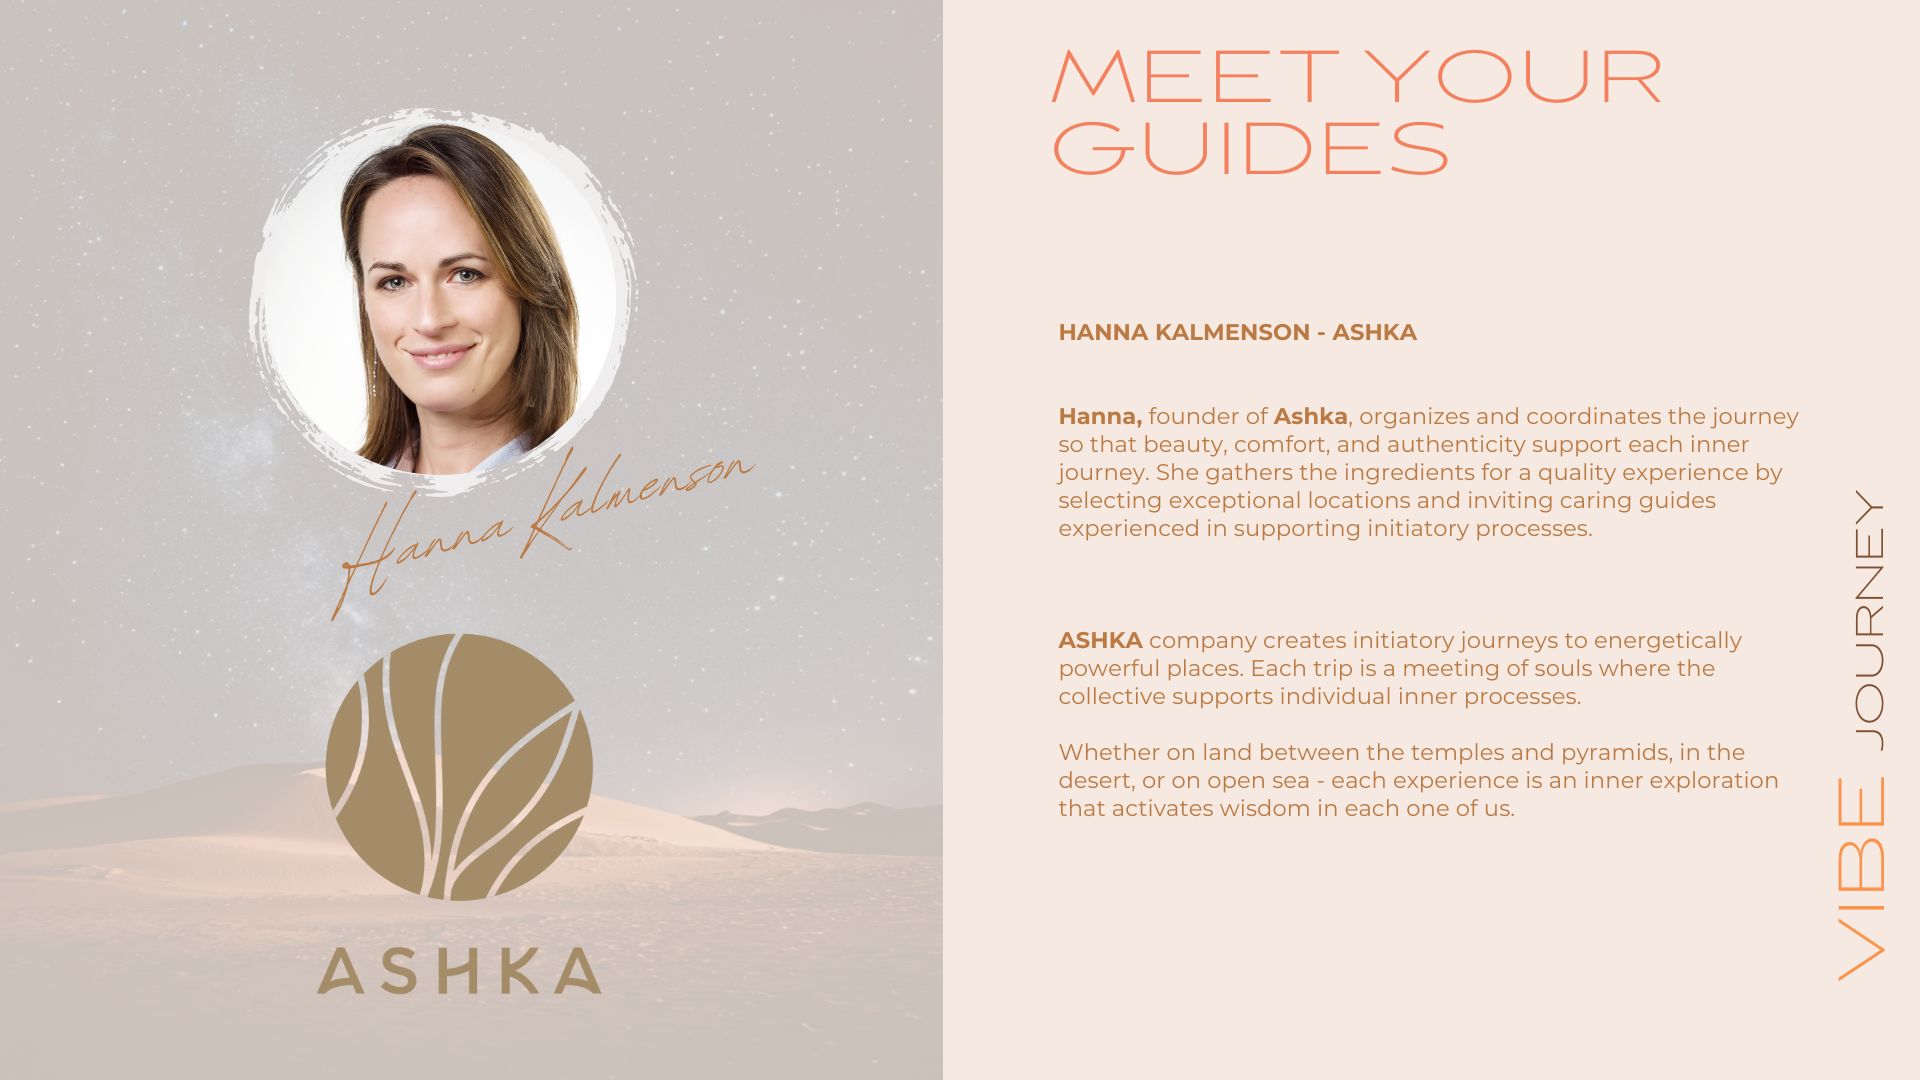 Hanna Kalmenson
ASHKA
MEET YOUR
GUIDES
HANNA KALMENSON - ASHKA
Hanna, founder of Ashka, organizes and coordinates the journey
so that beauty, comfort, and authenticity support each inner
journey. She gathers the ingredients for a quality experience by
selecting exceptional locations and inviting caring guides
experienced in supporting initiatory processes.
ASHKA company creates initiatory journeys to energetically
powerful places. Each trip is a meeting of souls where the
collective supports individual inner processes.
Whether on land between the temples and pyramids, in the
desert, or on open sea - each experience is an inner exploration
that activates wisdom in each one of us.
VIBE JOURNEY